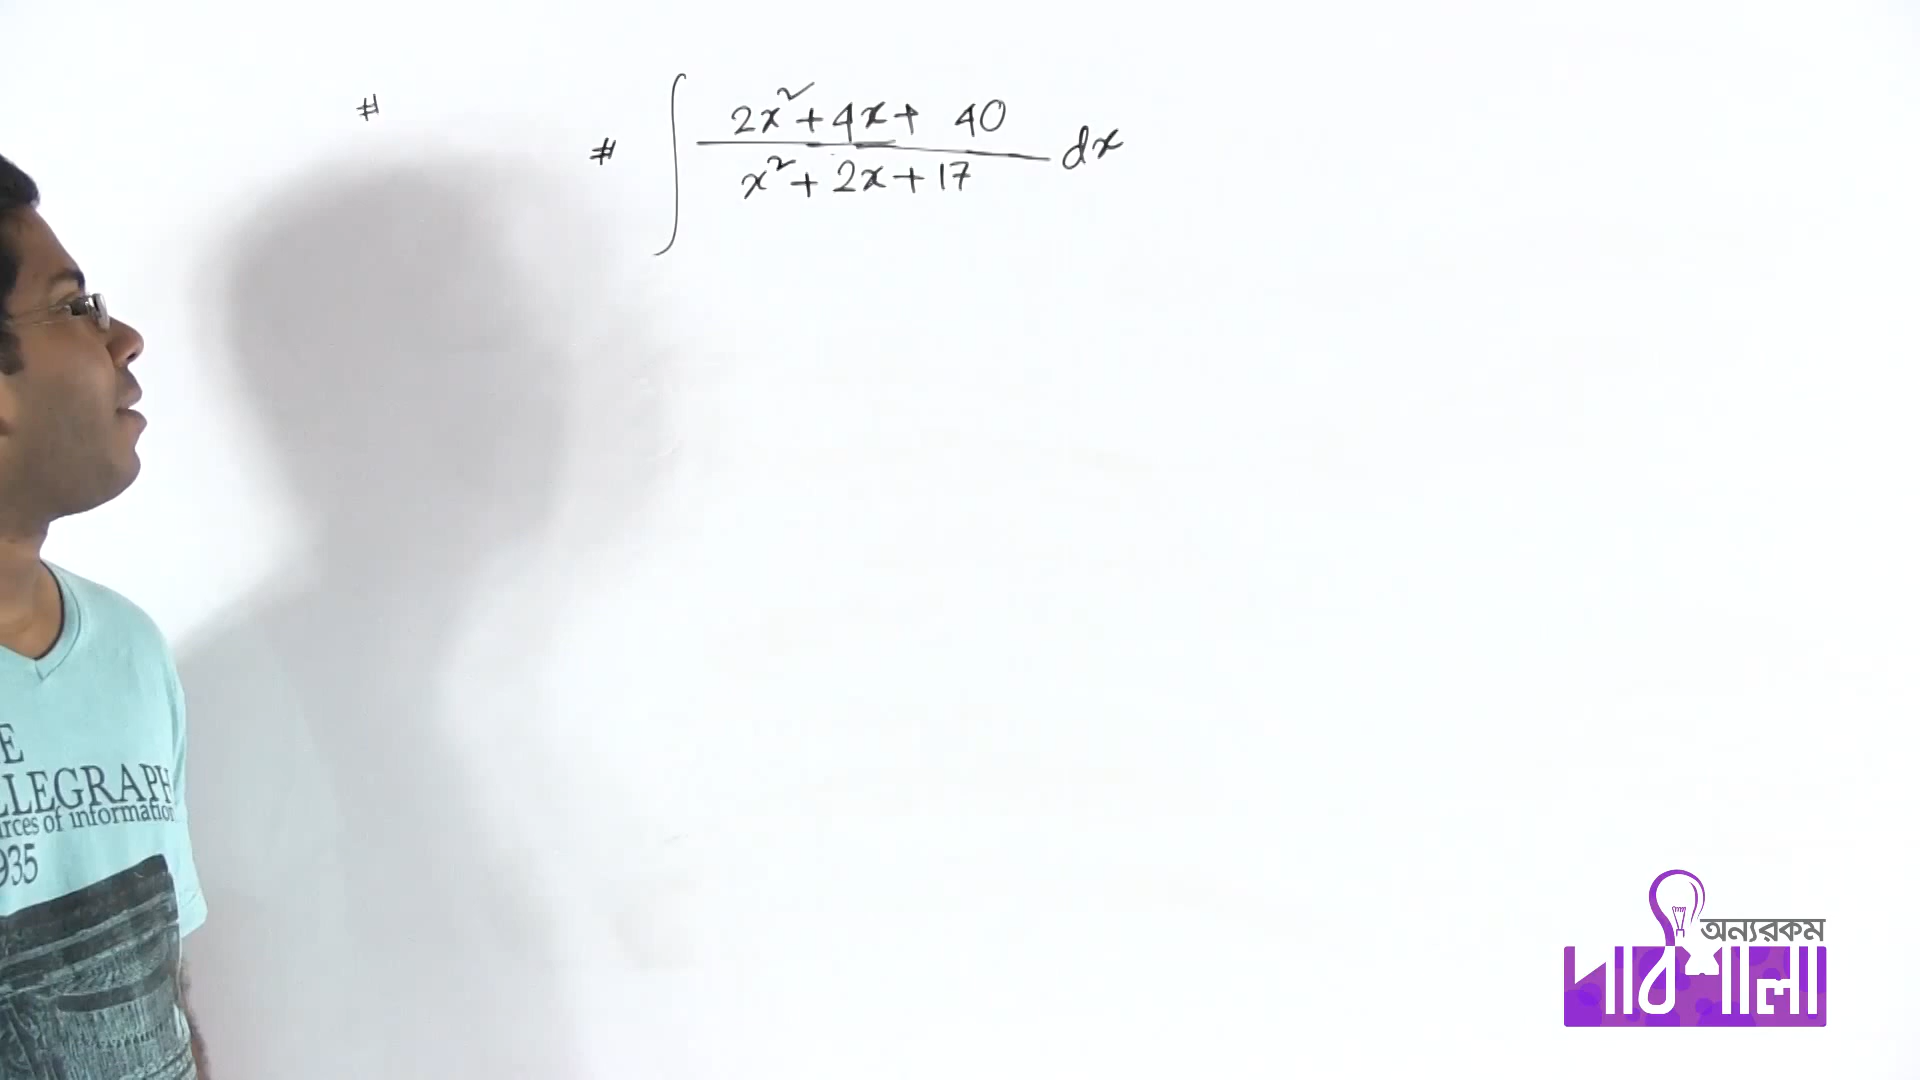 #
# ∫ (2x² + 4x + 40) / (x² + 2x + 17) dx
E
LEGRAPH
rces of information
935
অন্যরকম
পাঠশালা